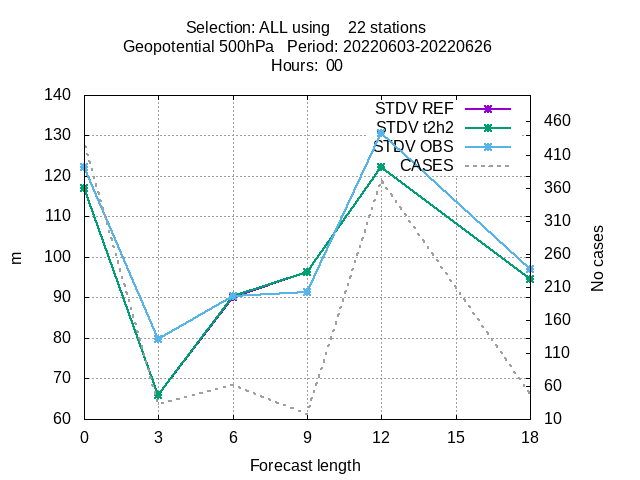 Selection: ALL using    22 stations
Geopotential 500hPa   Period: 20220603-20220626
Hours:  00
STDV REF
STDV t2h2
STDV OBS
CASES
140
130
120
110
100
90
80
70
60
m
460
410
360
310
260
210
160
110
60
10
No cases
0 3 6 9 12 15 18
Forecast length